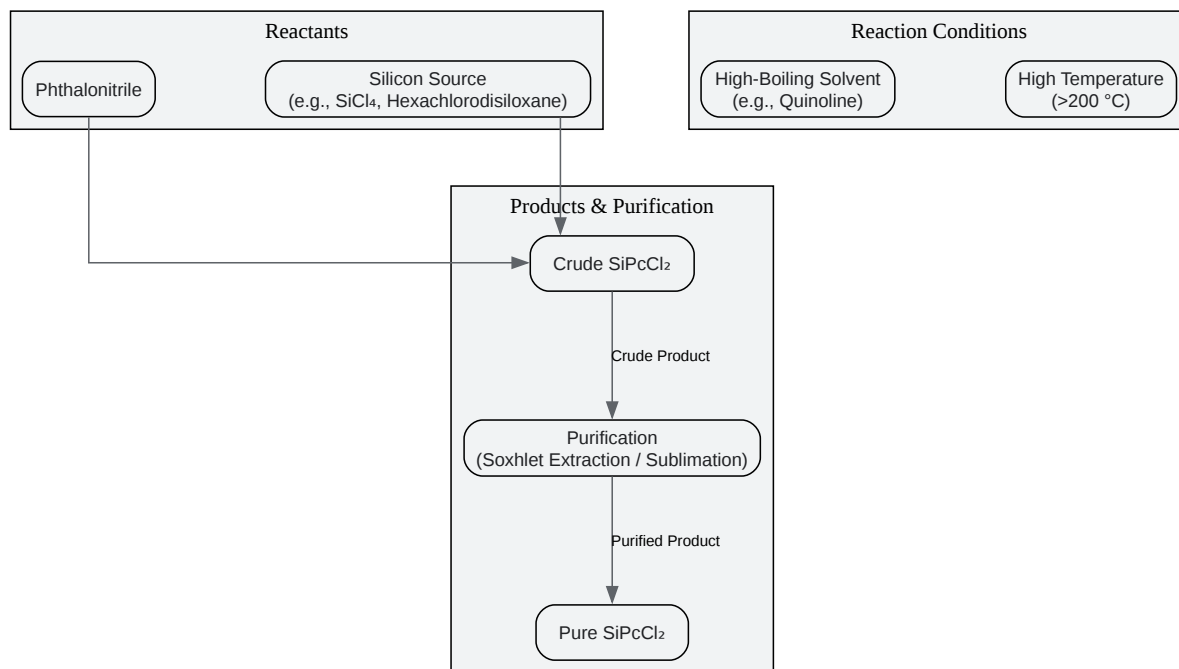 Reactants
Phthalonitrile
Silicon Source
(e.g., SiCl₄, Hexachlorodisiloxane)
Reaction Conditions
High-Boiling Solvent
(e.g., Quinoline)
High Temperature
(>200 °C)
Products & Purification
Crude SiPcCl₂
Crude Product
Purification
(Soxhlet Extraction / Sublimation)
Purified Product
Pure SiPcCl₂